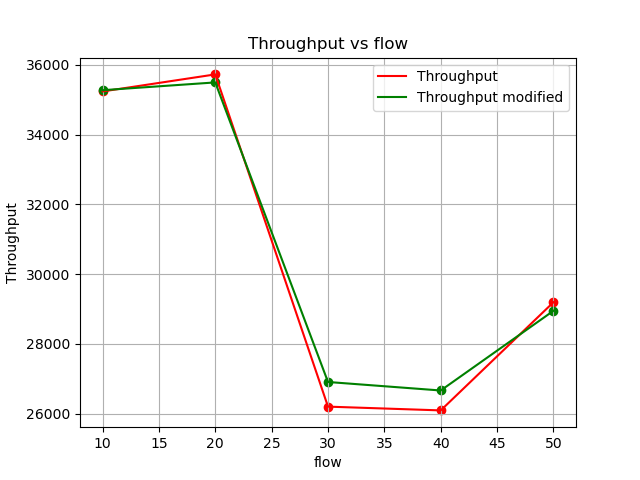 Throughput vs flow
Throughput
Throughput modified
36000
34000
32000
30000
28000
26000
Throughput
10 15 20 25 30 35 40 45 50
flow